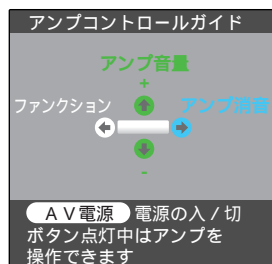 アンプコントロールガイド
アンプ音量
+
ファンクション アンプ消音
-
AV電源 電源の入/切
ボタン点灯中はアンプを
操作できます